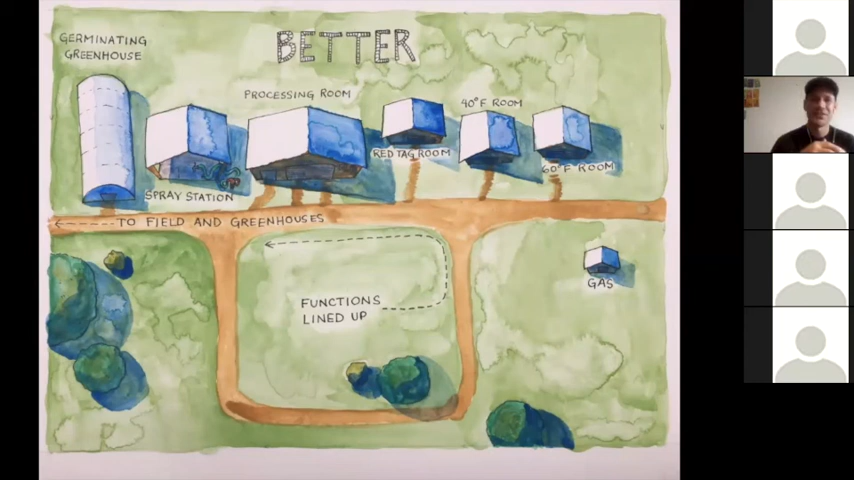 BETTER
GERMINATING
GREENHOUSE
PROCESSING ROOM
40°F ROOM
RED TAG ROOM
60°F ROOM
SPRAY STATION
TO FIELD AND GREENHOUSES
GAS
FUNCTIONS
LINED UP